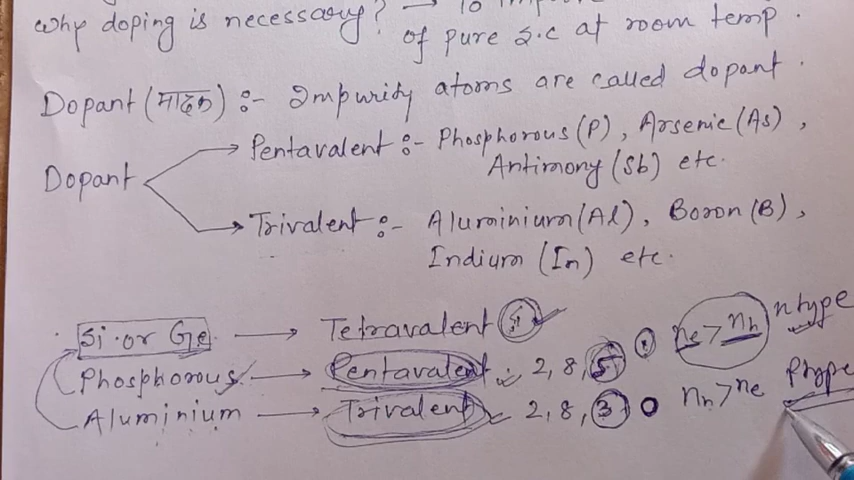 why doping is necessary? → To
of pure S.C at room temp.
Dopant (मादक) :- Impurity atoms are called dopant.
Pentavalent :- Phosphorous (P), Arsenic (As),
Antimony (Sb) etc.
Dopant
Trivalent :- Aluminium (Al), Boron (B),
Indium (In) etc.
Si or Ge → Tetravalent 4 ne > nh n type
Phosphorous → Pentavalent 2, 8, 5
Aluminium → Trivalent 2, 8, 3 nh > ne P type